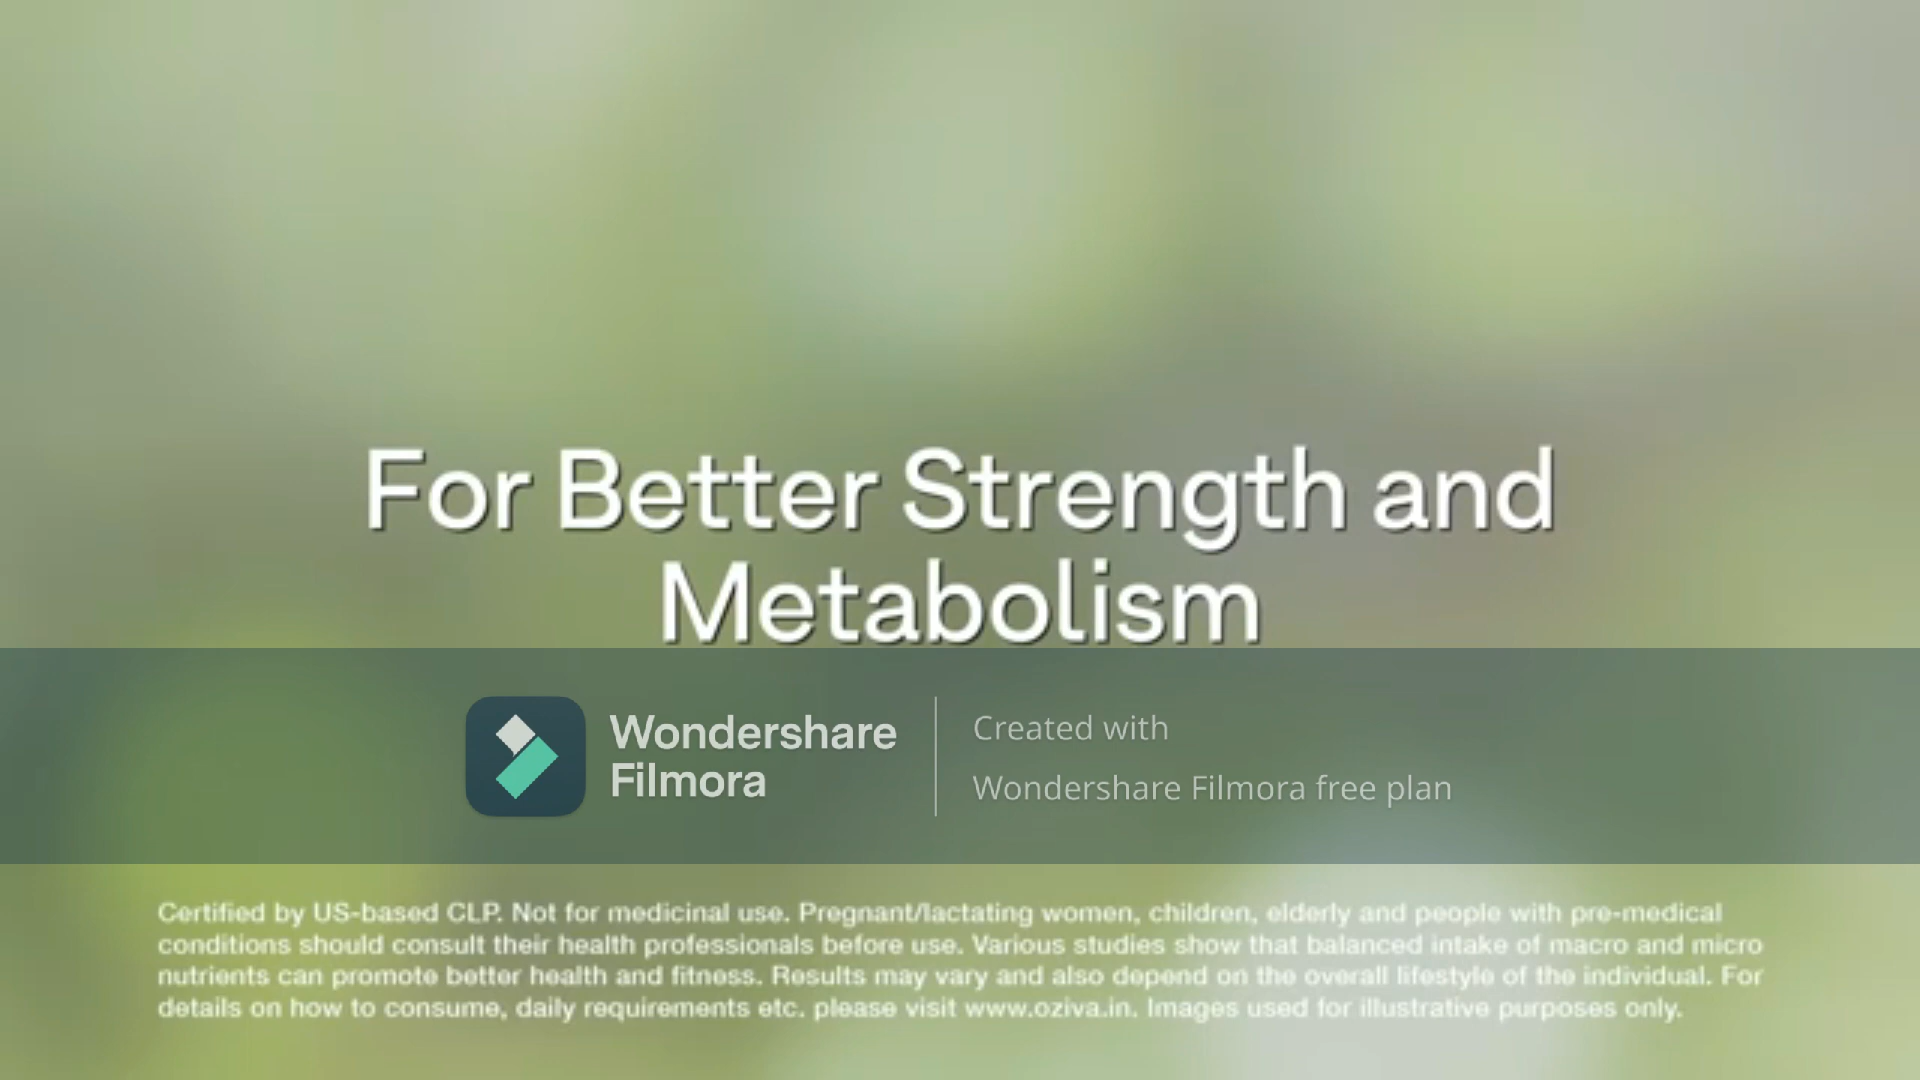 For Better Strength and
Metabolism
Wondershare
Filmora
Created with
Wondershare Filmora free plan
Certified by US-based CLP. Not for medicinal use. Pregnant/lactating women, children, elderly and people with pre-medical
conditions should consult their health professionals before use. Various studies show that balanced intake of macro and micro
nutrients can promote better health and fitness. Results may vary and also depend on the overall lifestyle of the individual. For
details on how to consume, daily requirements etc. please visit www.oziva.in. Images used for illustrative purposes only.